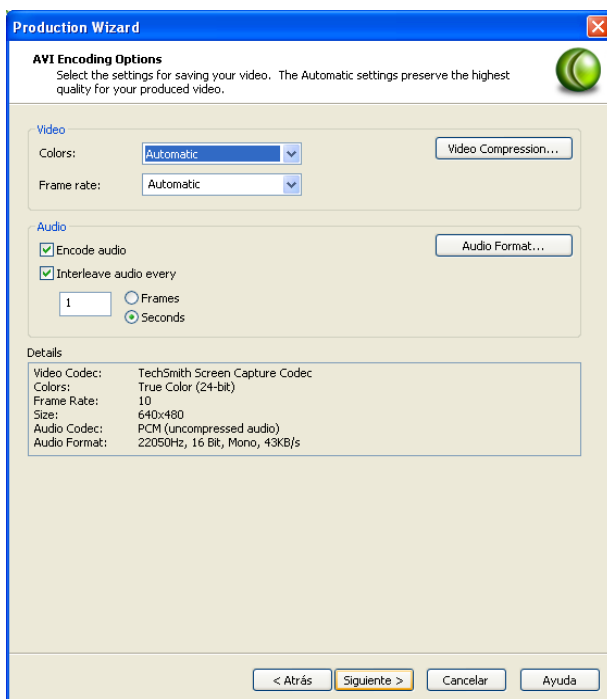 Production Wizard
AVI Encoding Options
Select the settings for saving your video. The Automatic settings preserve the highest
quality for your produced video.
Video
Colors: Automatic Video Compression...
Frame rate: Automatic
Audio
Encode audio Audio Format...
Interleave audio every
1 Frames
Seconds
Details
Video Codec: TechSmith Screen Capture Codec
Colors: True Color (24-bit)
Frame Rate: 10
Size: 640x480
Audio Codec: PCM (uncompressed audio)
Audio Format: 22050Hz, 16 Bit, Mono, 43KB/s
< Atrás Siguiente > Cancelar Ayuda